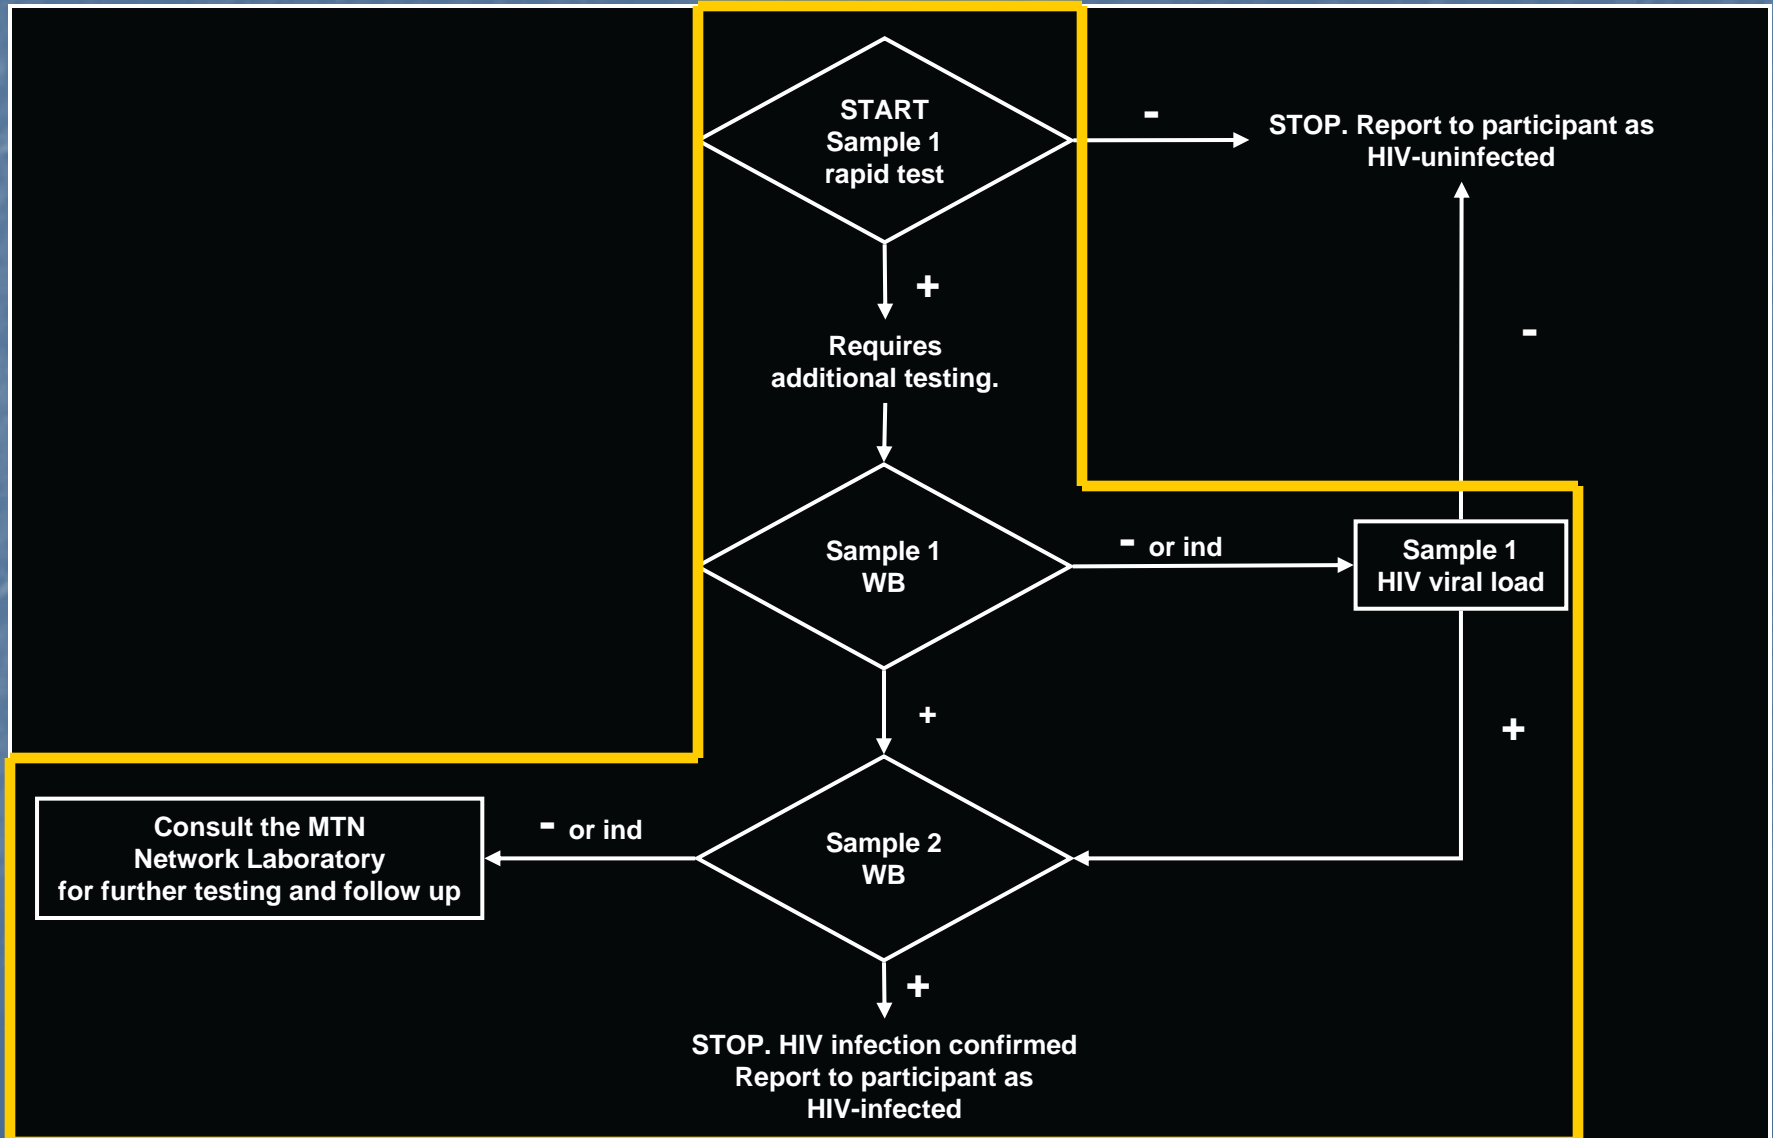 START
Sample 1
rapid test
-
STOP. Report to participant as
HIV-uninfected
+
-
Requires
additional testing.
Sample 1
WB
- or ind
Sample 1
HIV viral load
+
+
Consult the MTN
Network Laboratory
for further testing and follow up
- or ind
Sample 2
WB
+
STOP. HIV infection confirmed
Report to participant as
HIV-infected